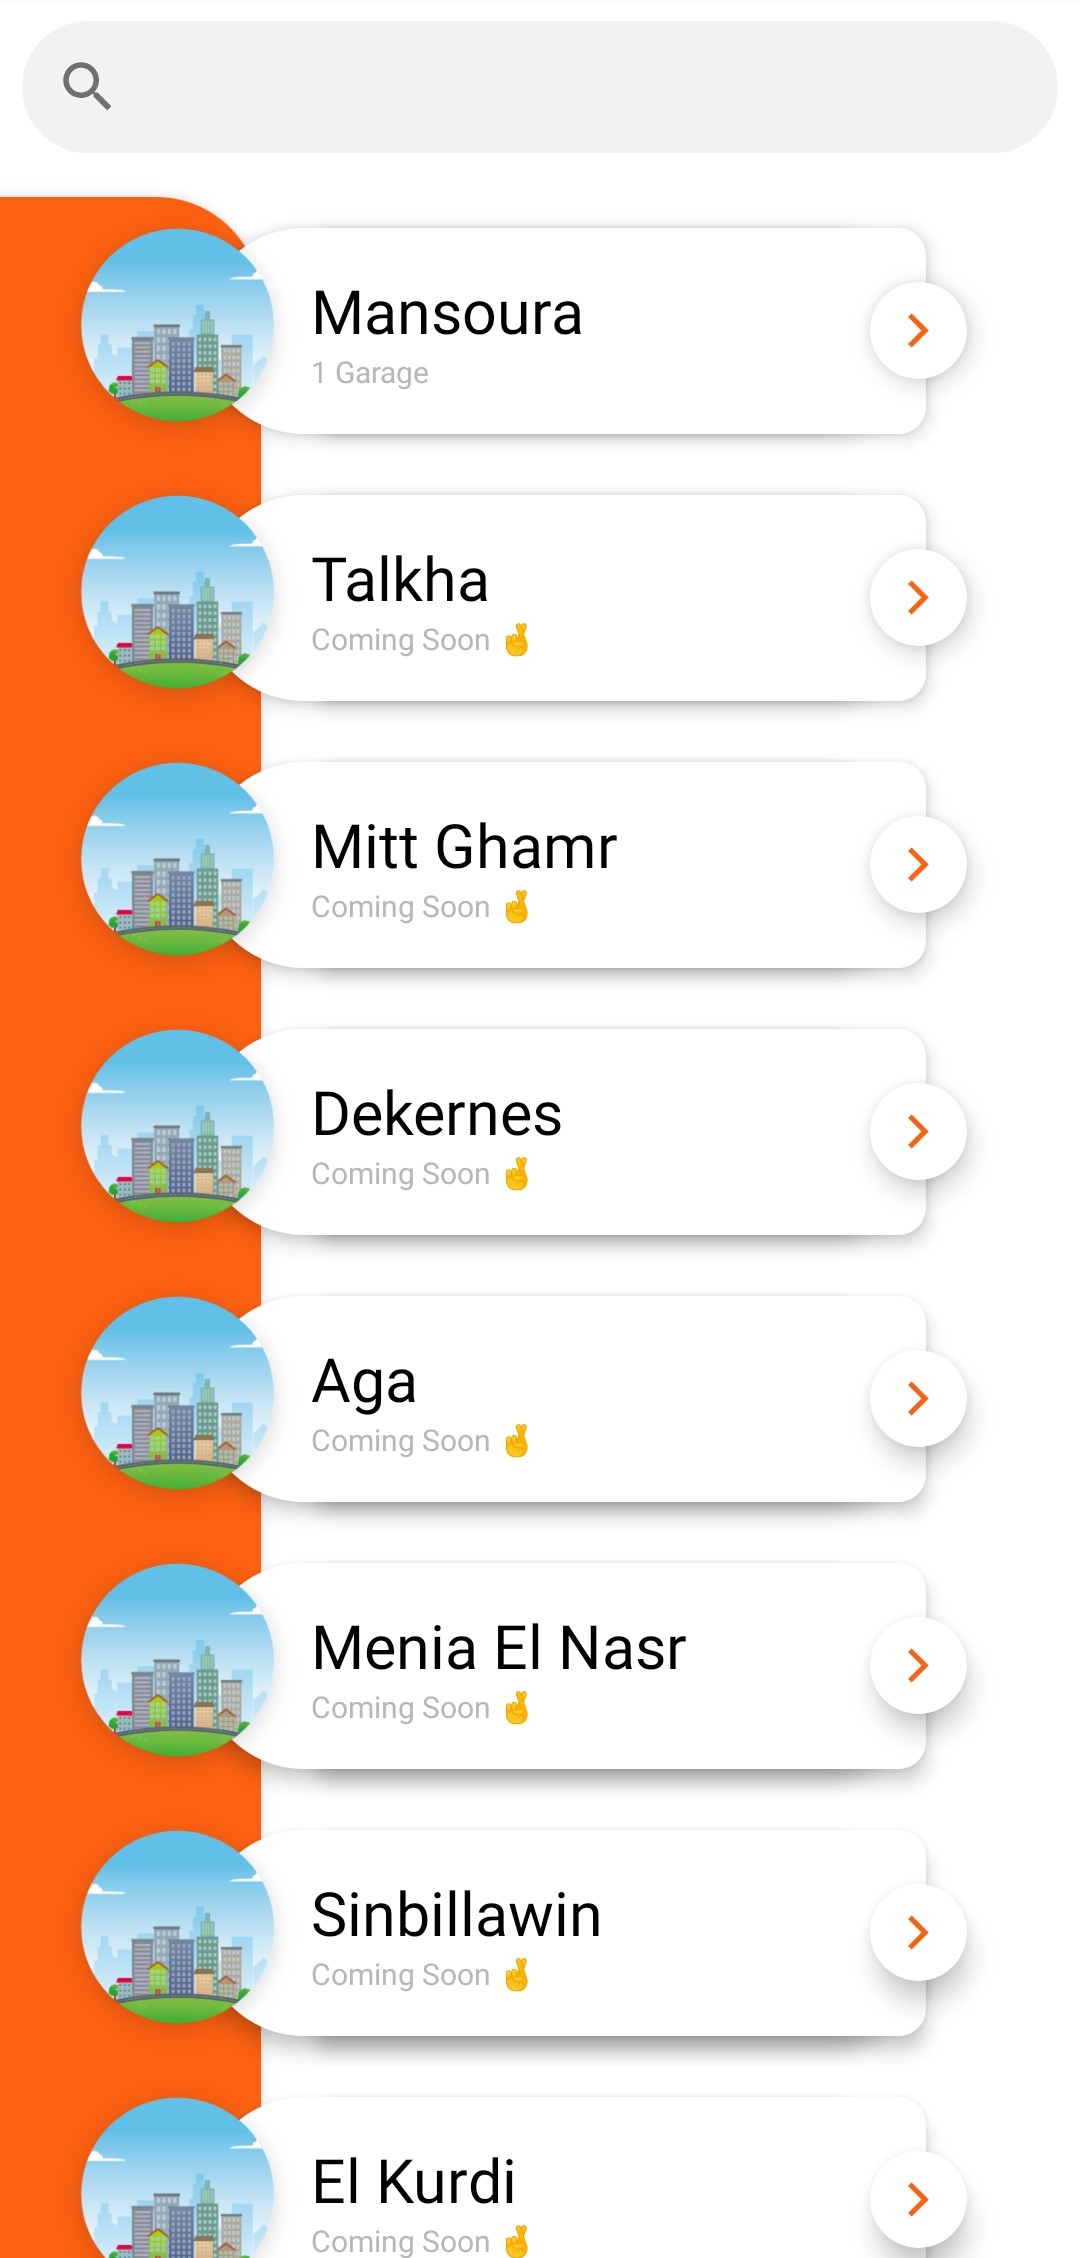 Mansoura
1 Garage
Talkha
Coming Soon 🤞
Mitt Ghamr
Coming Soon 🤞
Dekernes
Coming Soon 🤞
Aga
Coming Soon 🤞
Menia El Nasr
Coming Soon 🤞
Sinbillawin
Coming Soon 🤞
El Kurdi
Coming Soon 🤞